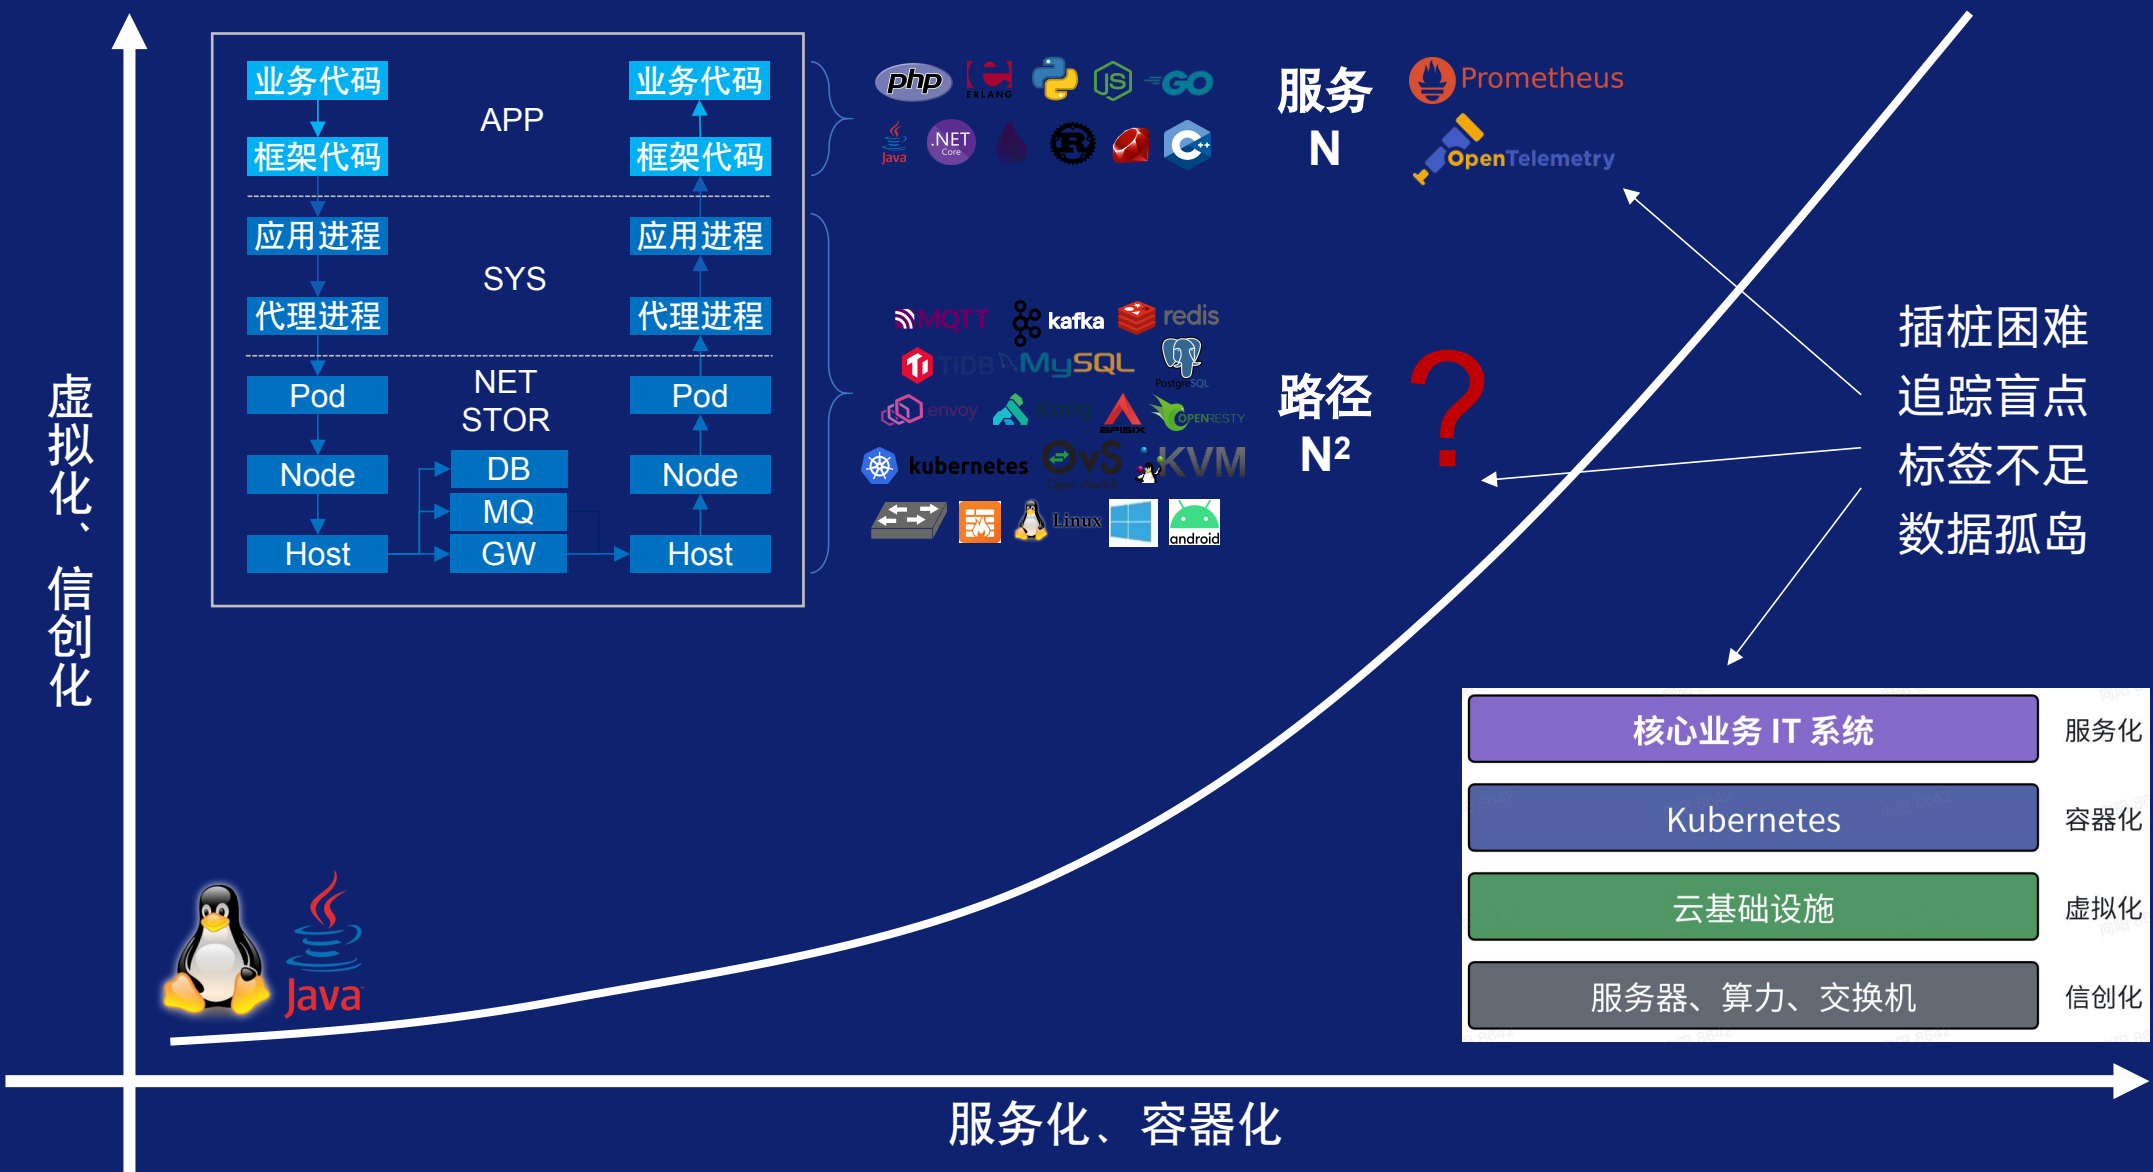 业务代码
APP
业务代码
框架代码
框架代码
应用进程
SYS
应用进程
代理进程
代理进程
NET
STOR
Pod
Pod
Node
DB
Node
MQ
Host
GW
Host
php
ERLANG
JS
GO
Java
.NET
Core
R
C++
MQTT
kafka
redis
TiDB
MySQL
PostgreSQL
envoy
Kong
APISIX
OPENRESTY
kubernetes
OvS
Open vSwitch
KVM
Linux
android
服务
N
Prometheus
OpenTelemetry
路径
N²
?
插桩困难
追踪盲点
标签不足
数据孤岛
虚拟化、信创化
Java
核心业务 IT 系统
服务化
Kubernetes
容器化
云基础设施
虚拟化
服务器、算力、交换机
信创化
服务化、容器化